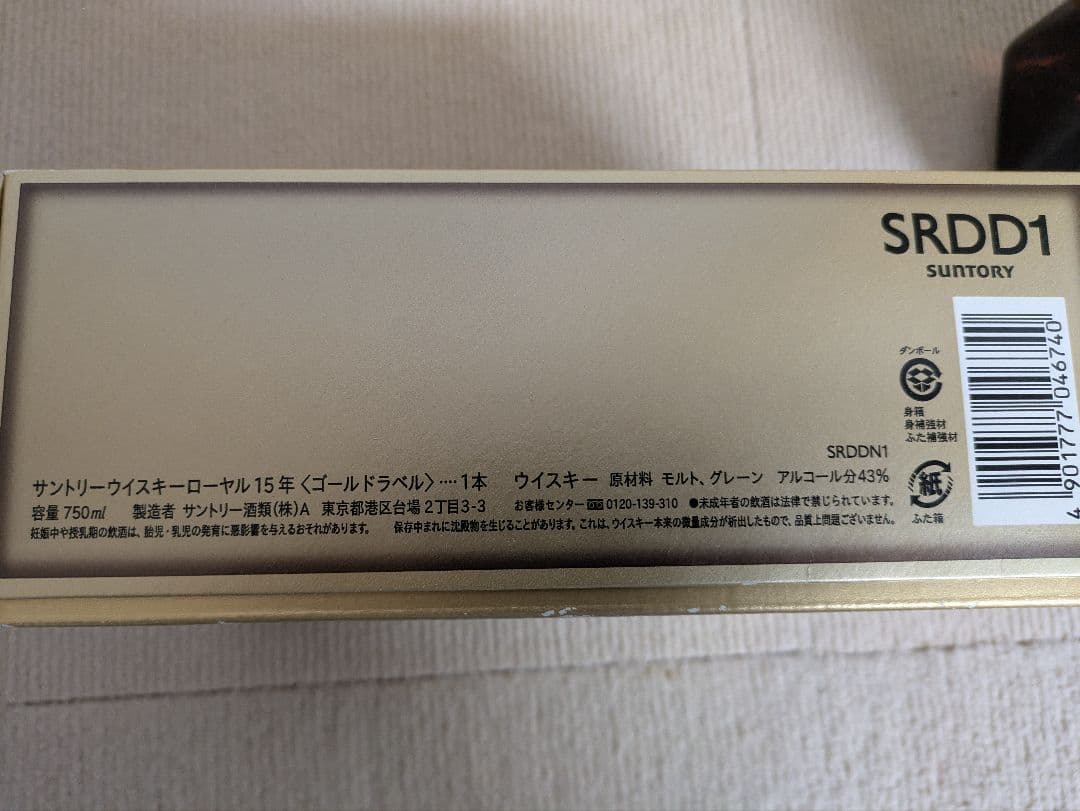 SRDD1
SUNTORY
ダンボール
身箱
身補強材
ふた補強材
4 901777 046740
SRDDN1
紙
ふた箱
サントリーウイスキーローヤル15年〈ゴールドラベル〉‥‥1本 ウイスキー 原材料 モルト、グレーン アルコール分43%
容量 750ml 製造者 サントリー酒類(株)A 東京都港区台場2丁目3-3 お客様センター 0120-139-310 ●未成年者の飲酒は法律で禁じられています。
妊娠中や授乳期の飲酒は、胎児・乳児の発育に悪影響を与えるおそれがあります。 保存中まれに沈殿物を生じることがあります。これは、ウイスキー本来の微量成分が析出したもので、品質上問題ございません。